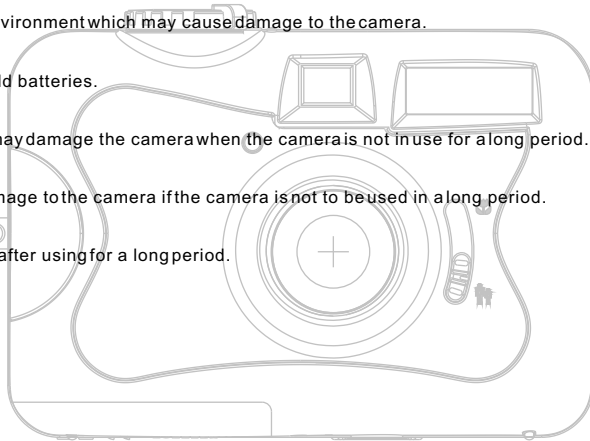 vironment which may cause damage to the camera.
ld batteries.
may damage the camera when the camera is not in use for a long period.
mage to the camera if the camera is not to be used in a long period.
after using for a long period.